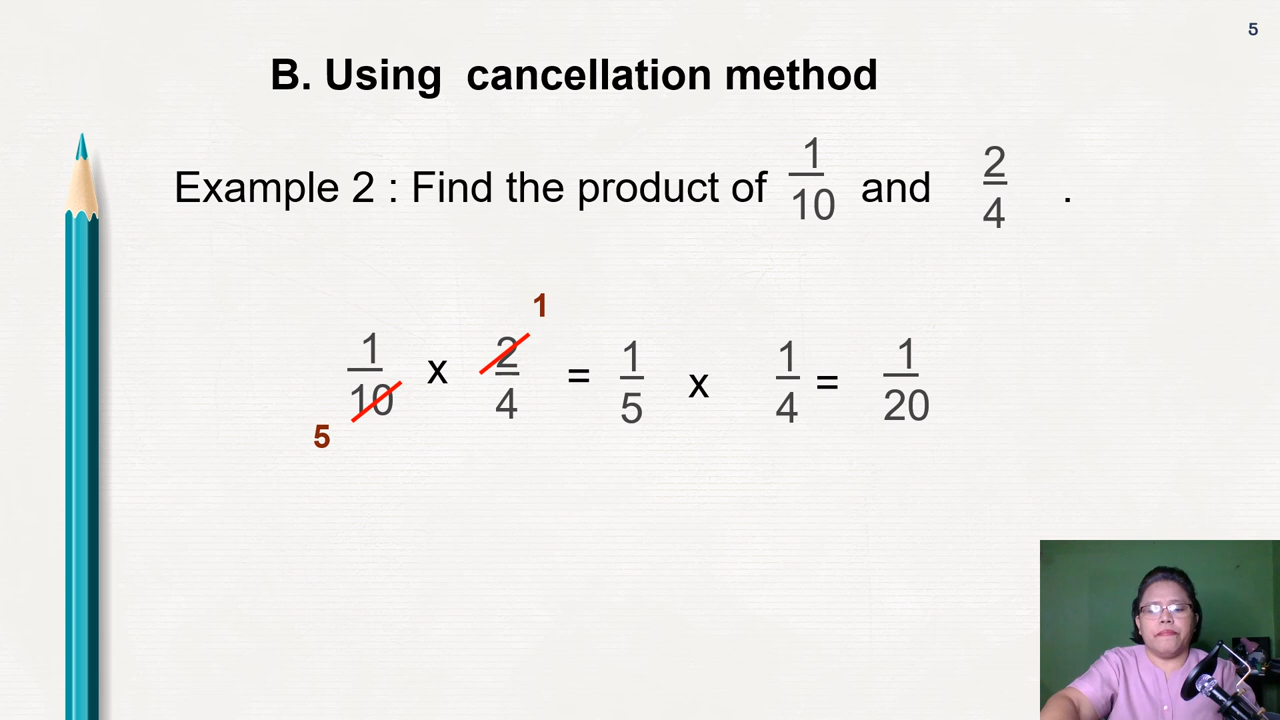 5
B. Using cancellation method
Example 2 : Find the product of 1/10 and 2/4 .
1
1/10 x 2/4 = 1/5 x 1/4 = 1/20
5